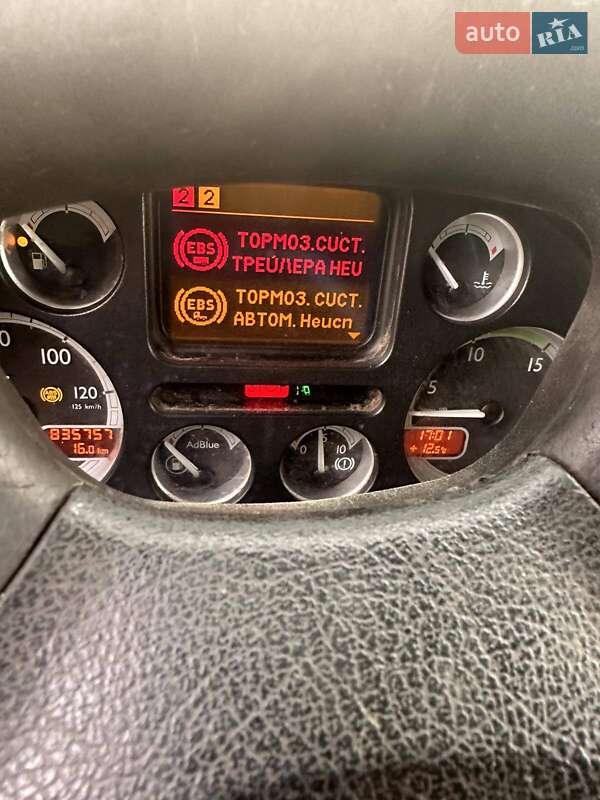 auto RIA .com
2 2
EBS ТОРМОЗ.СИСТ.
ТРЕЙЛЕРА НЕИ
EBS ТОРМОЗ. СИСТ.
АВТОМ. Неисп
100
120
125 km/h
835757
16.0 km
AdBlue
0 5 10
5 10 15
17:01
+ 12.5°c